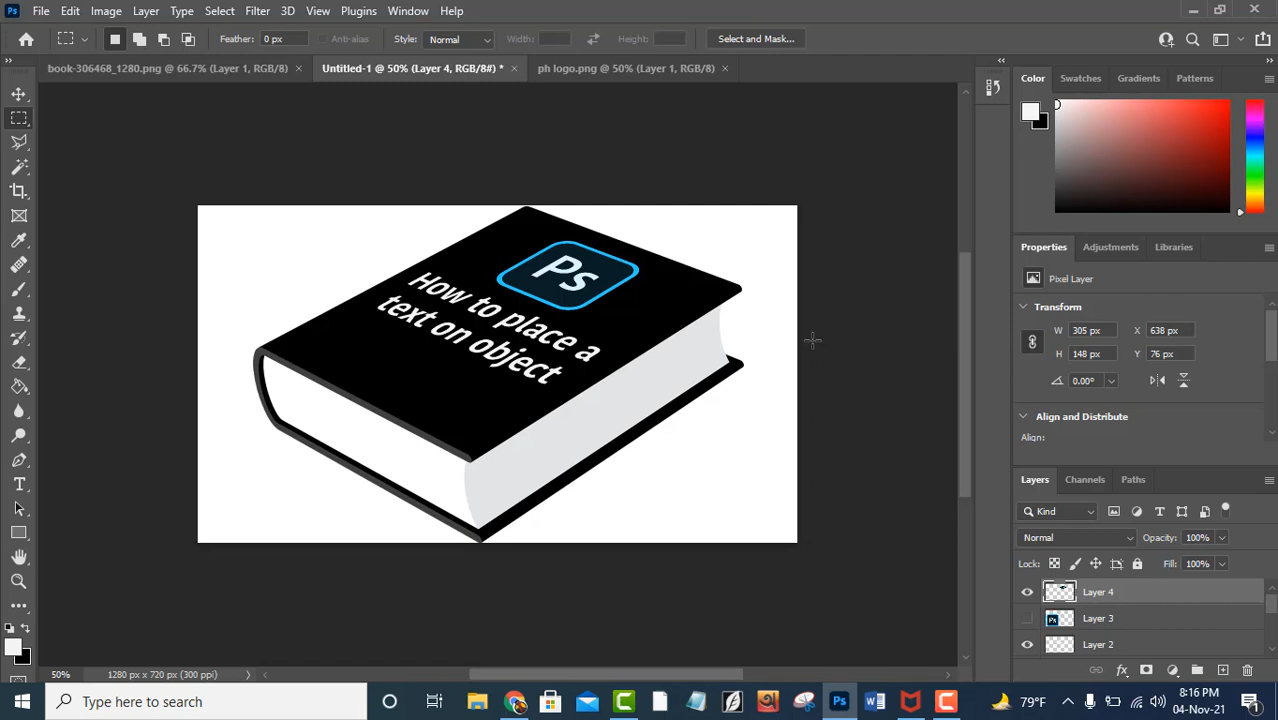 Ps File Edit Image Layer Type Select Filter 3D View Plugins Window Help
Feather: 0 px Anti-alias Style: Normal Width: Height: Select and Mask...
book-306468_1280.png @ 66.7% (Layer 1, RGB/8) × Untitled-1 @ 50% (Layer 4, RGB/8#) * × ph logo.png @ 50% (Layer 1, RGB/8) ×
Color Swatches Gradients Patterns
Ps
How to place a
text on object
Properties Adjustments Libraries
Pixel Layer
Transform
W 305 px X 638 px
H 148 px Y 76 px
0.00°
Align and Distribute
Align:
Layers Channels Paths
Kind
Normal Opacity: 100%
Lock: Fill: 100%
Layer 4
Ps Layer 3
Layer 2
50% 1280 px x 720 px (300 ppi)
Type here to search
Ps
79°F
8:16 PM
04-Nov-21
1